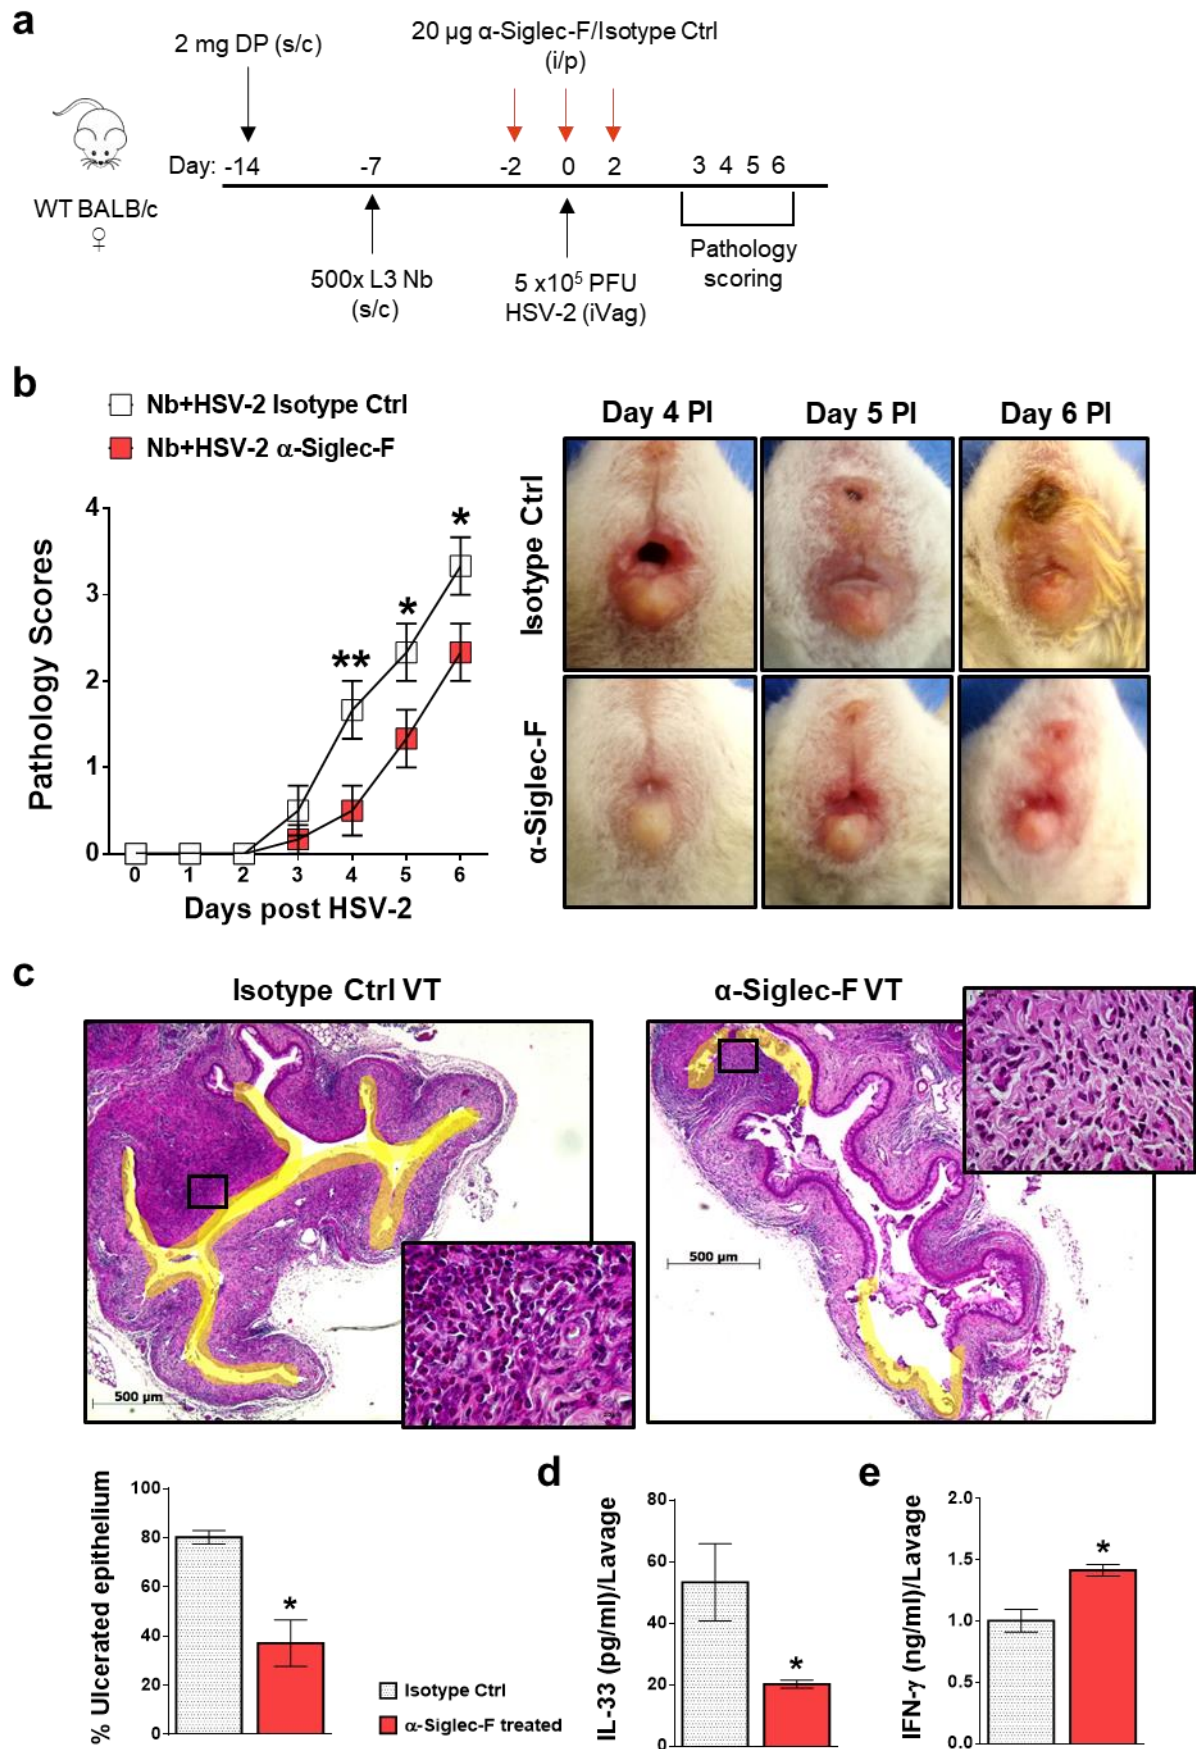 a
2 mg DP (s/c)
20 µg α-Siglec-F/Isotype Ctrl
(i/p)
Day: -14 -7 -2 0 2 3 4 5 6
WT BALB/c
♀
500x L3 Nb
(s/c)
5 x10⁵ PFU
HSV-2 (iVag)
Pathology
scoring
b
Nb+HSV-2 Isotype Ctrl
Nb+HSV-2 α-Siglec-F
Pathology Scores
4
3
2
1
0
** * *
0 1 2 3 4 5 6
Days post HSV-2
Day 4 PI Day 5 PI Day 6 PI
Isotype Ctrl
α-Siglec-F
c
Isotype Ctrl VT
α-Siglec-F VT
500 µm
500 µm
% Ulcerated epithelium
100
80
60
40
20
0
*
Isotype Ctrl
α-Siglec-F treated
d
IL-33 (pg/ml)/Lavage
80
60
40
20
0
*
e
IFN-γ (ng/ml)/Lavage
2.0
1.5
1.0
0.5
0.0
*